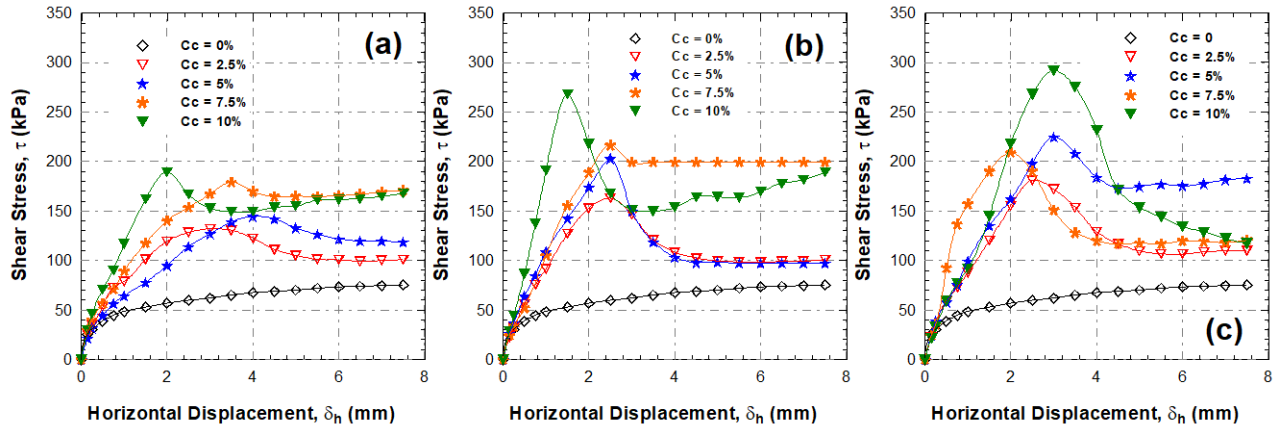 Shear Stress, τ (kPa)
350
300
250
200
150
100
50
0
(a)
Cc = 0%
Cc = 2.5%
Cc = 5%
Cc = 7.5%
Cc = 10%
0 2 4 6 8
Horizontal Displacement, δh (mm)
Shear Stress, τ (kPa)
350
300
250
200
150
100
50
0
(b)
Cc = 0%
Cc = 2.5%
Cc = 5%
Cc = 7.5%
Cc = 10%
0 2 4 6 8
Horizontal Displacement, δh (mm)
Shear Stress, τ (kPa)
350
300
250
200
150
100
50
0
Cc = 0
Cc = 2.5%
Cc = 5%
Cc = 7.5%
Cc = 10%
(c)
0 2 4 6 8
Horizontal Displacement, δh (mm)